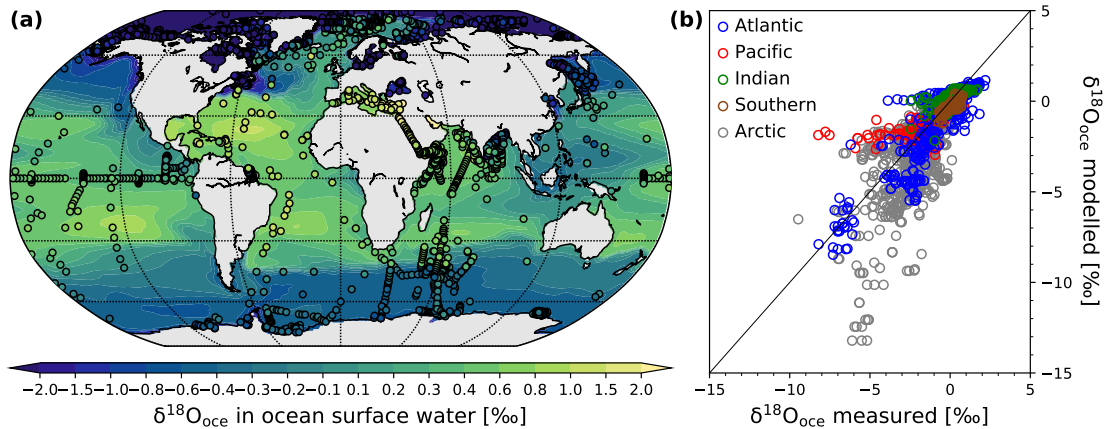 (a)
−2.0 −1.5 −1.0 −0.8 −0.6 −0.4 −0.3 −0.2 −0.1 0.1 0.2 0.3 0.4 0.6 0.8 1.0 1.5 2.0
δ¹⁸Oₒcₑ in ocean surface water [‰]
(b)
Atlantic
Pacific
Indian
Southern
Arctic
5
0
−5
−10
−15
δ¹⁸Oₒcₑ modelled [‰]
−15 −10 −5 0 5
δ¹⁸Oₒcₑ measured [‰]